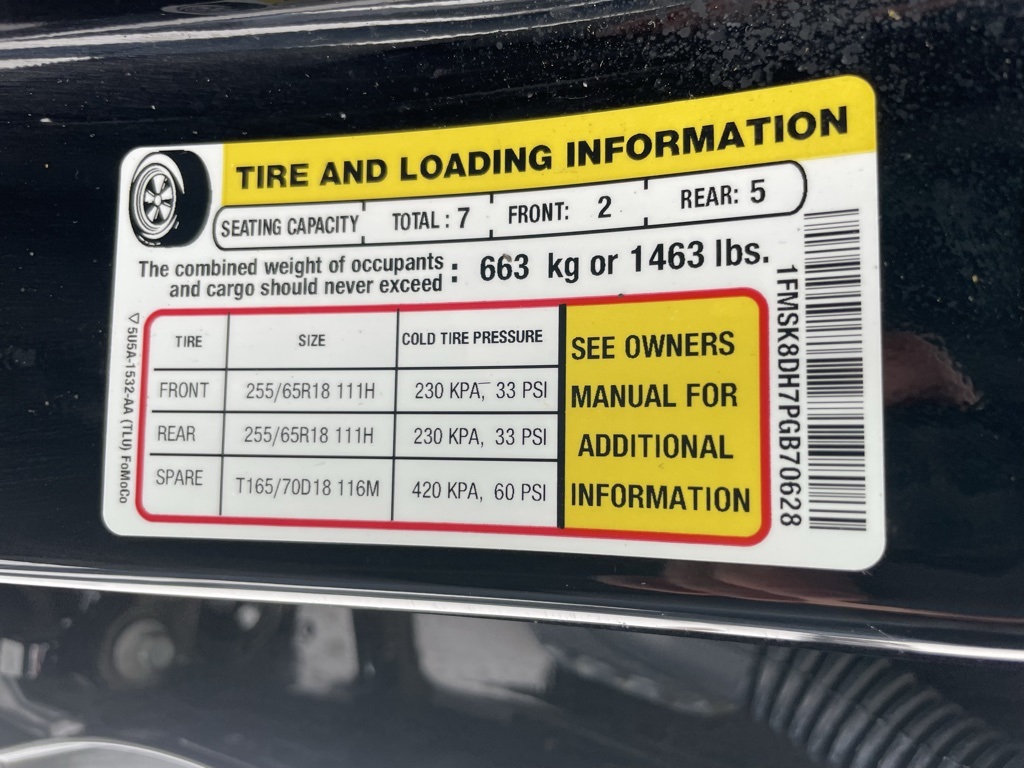 TIRE AND LOADING INFORMATION
SEATING CAPACITY TOTAL : 7 FRONT: 2 REAR: 5
The combined weight of occupants
and cargo should never exceed : 663 kg or 1463 lbs.
TIRE SIZE COLD TIRE PRESSURE
FRONT 255/65R18 111H 230 KPA, 33 PSI
REAR 255/65R18 111H 230 KPA, 33 PSI
SPARE T165/70D18 116M 420 KPA, 60 PSI
SEE OWNERS
MANUAL FOR
ADDITIONAL
INFORMATION
5U5A-1532-AA (TLU) FoMoCo
1FMSK8DH7PGB70628